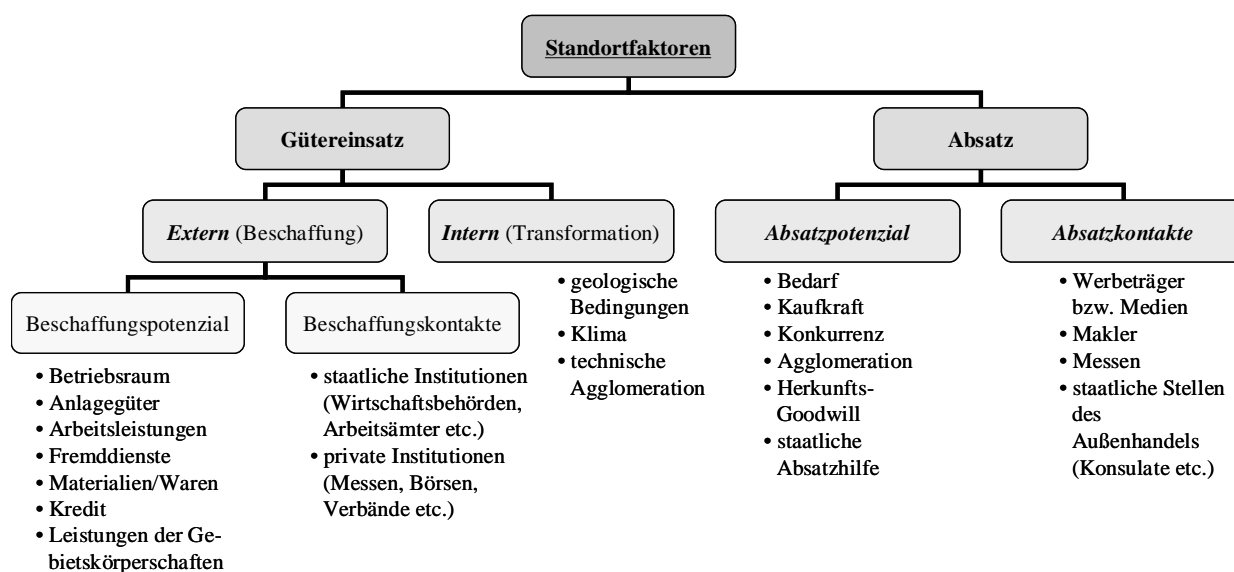 Standortfaktoren
Gütereinsatz
Absatz
Extern (Beschaffung)
Intern (Transformation)
Absatzpotenzial
Absatzkontakte
Beschaffungspotenzial
Beschaffungskontakte
• Betriebsraum
• Anlagegüter
• Arbeitsleistungen
• Fremddienste
• Materialien/Waren
• Kredit
• Leistungen der Ge-
bietskörperschaften
• staatliche Institutionen
(Wirtschaftsbehörden,
Arbeitsämter etc.)
• private Institutionen
(Messen, Börsen,
Verbände etc.)
• geologische
Bedingungen
• Klima
• technische
Agglomeration
• Bedarf
• Kaufkraft
• Konkurrenz
• Agglomeration
• Herkunfts-
Goodwill
• staatliche
Absatzhilfe
• Werbeträger
bzw. Medien
• Makler
• Messen
• staatliche Stellen
des
Außenhandels
(Konsulate etc.)